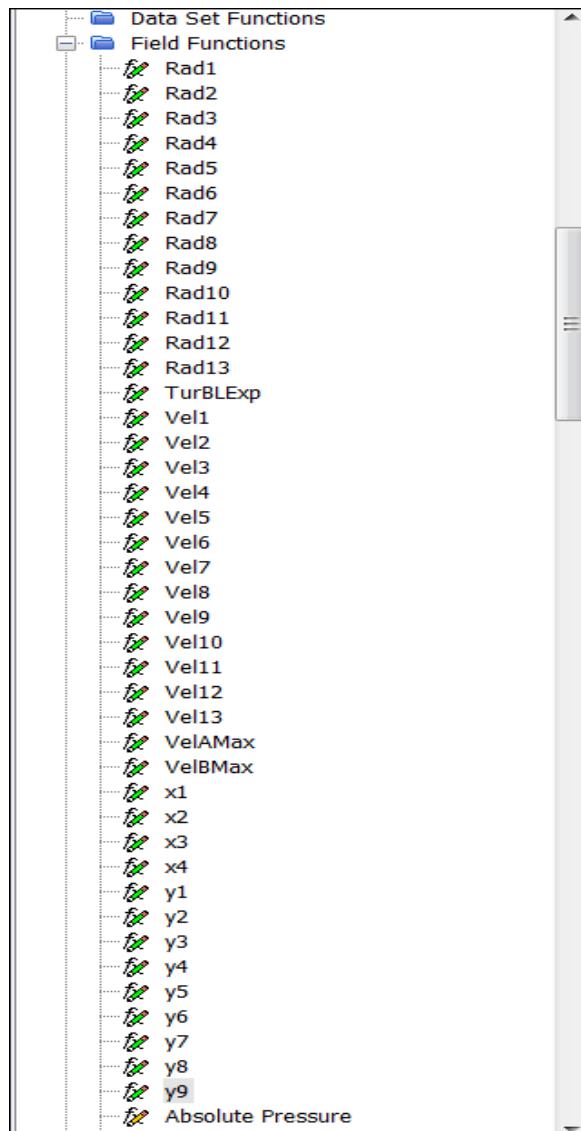 Data Set Functions
Field Functions
Rad1
Rad2
Rad3
Rad4
Rad5
Rad6
Rad7
Rad8
Rad9
Rad10
Rad11
Rad12
Rad13
TurBLExp
Vel1
Vel2
Vel3
Vel4
Vel5
Vel6
Vel7
Vel8
Vel9
Vel10
Vel11
Vel12
Vel13
VelAMax
VelBMax
x1
x2
x3
x4
y1
y2
y3
y4
y5
y6
y7
y8
y9
Absolute Pressure